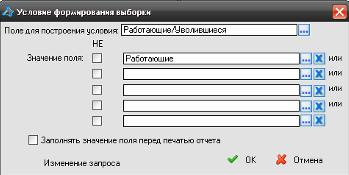 Условие формирования выборки
Поле для построения условия: Работающие/Уволившиеся ...
НЕ
Значение поля: Работающие ... X или
... X или
... X или
... X или
... X
Заполнять значение поля перед печатью отчета
Изменение запроса OK Отмена